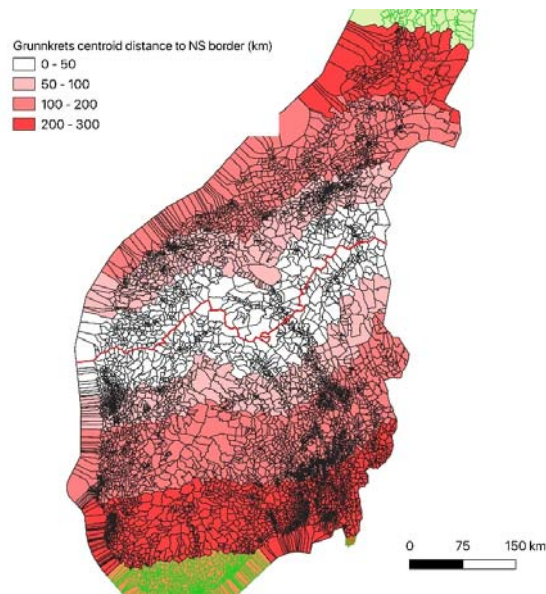 Grunnkrets centroid distance to NS border (km)
0 - 50
50 - 100
100 - 200
200 - 300
0 75 150 km